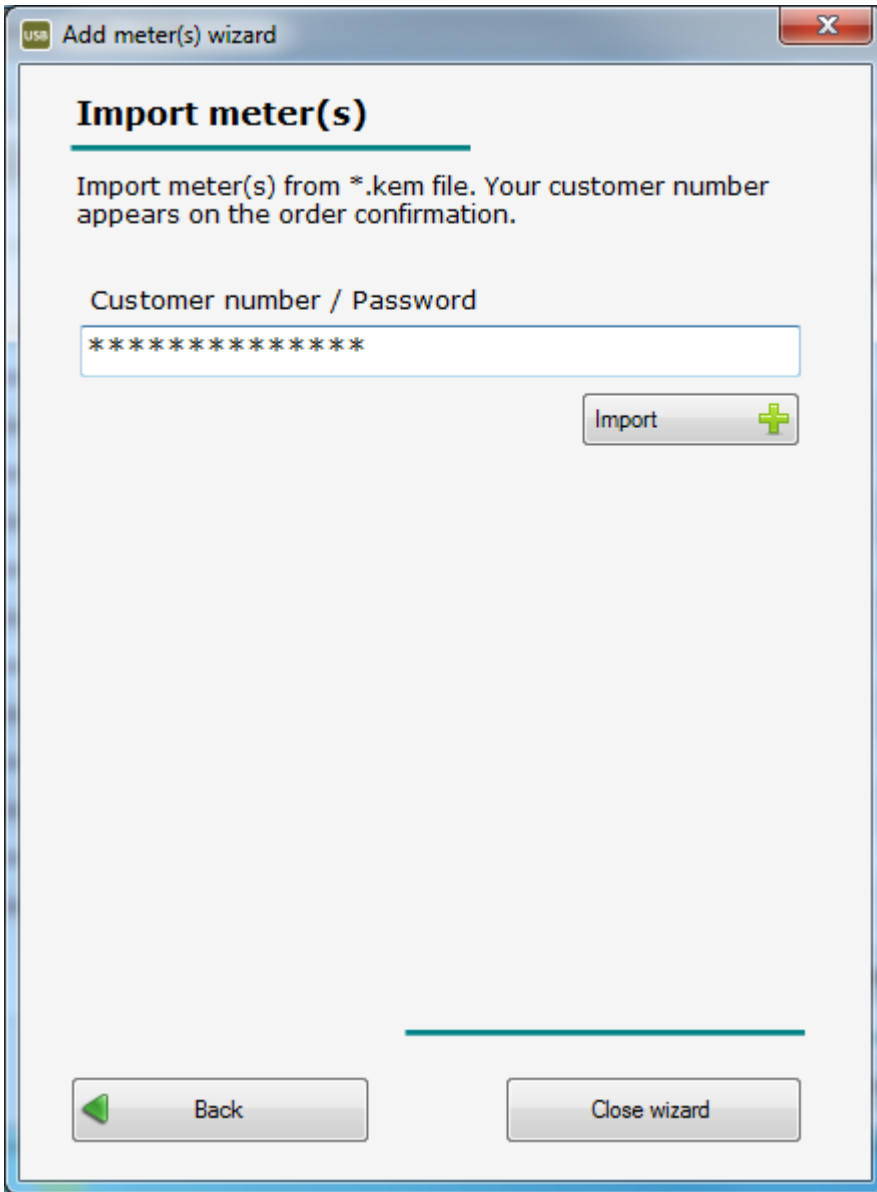 USB Add meter(s) wizard
Import meter(s)
Import meter(s) from *.kem file. Your customer number
appears on the order confirmation.
Customer number / Password
**************
Import
Back
Close wizard